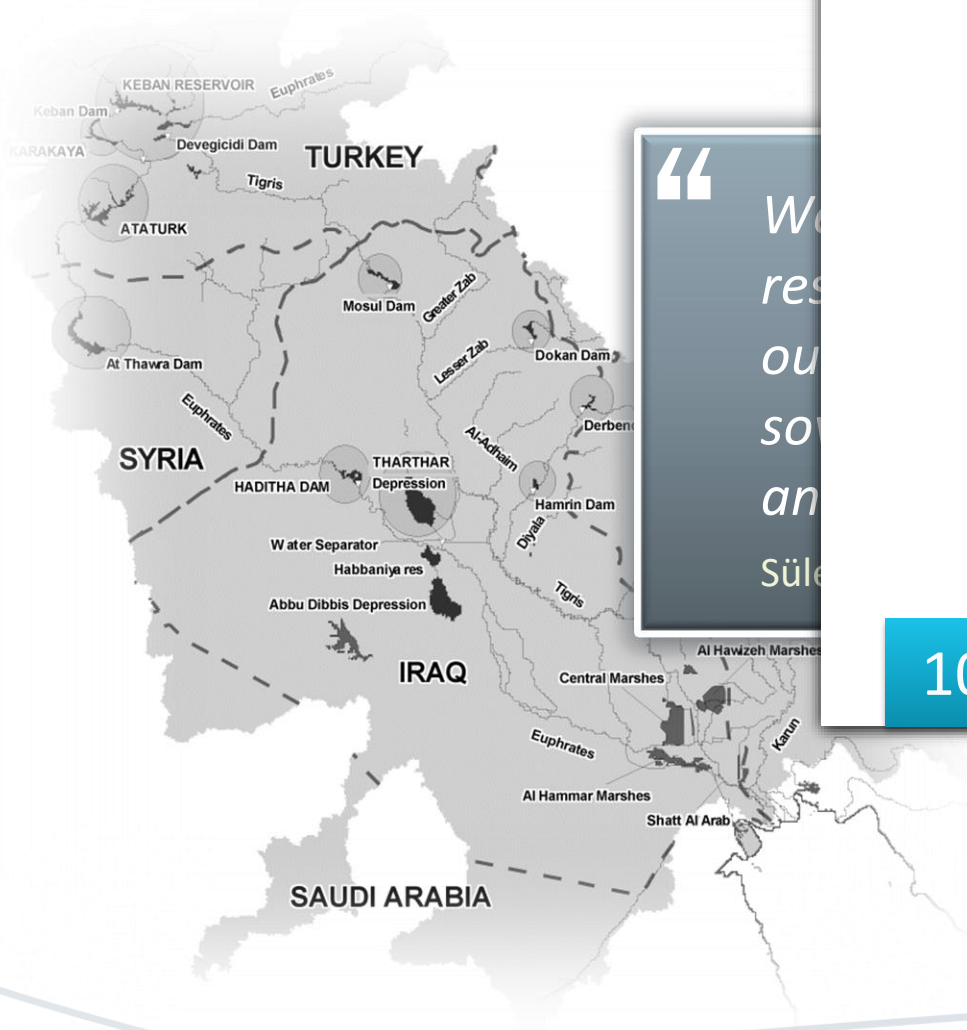 KEBAN RESERVOIR
Euphrates
Keban Dam
KARAKAYA
Devegicidi Dam
TURKEY
Tigris
ATATURK
Mosul Dam
Greater Zab
At Thawra Dam
Lesser Zab
Dokan Dam
Euphrates
SYRIA
Al-Adhaim
HADITHA DAM
THARTHAR
Depression
Hamrin Dam
Diyala
Water Separator
Habbaniya res
Abbu Dibbis Depression
Tigris
IRAQ
Al Hawizeh Marshes
Central Marshes
Euphrates
Karun
Al Hammar Marshes
Shatt Al Arab
SAUDI ARABIA
“